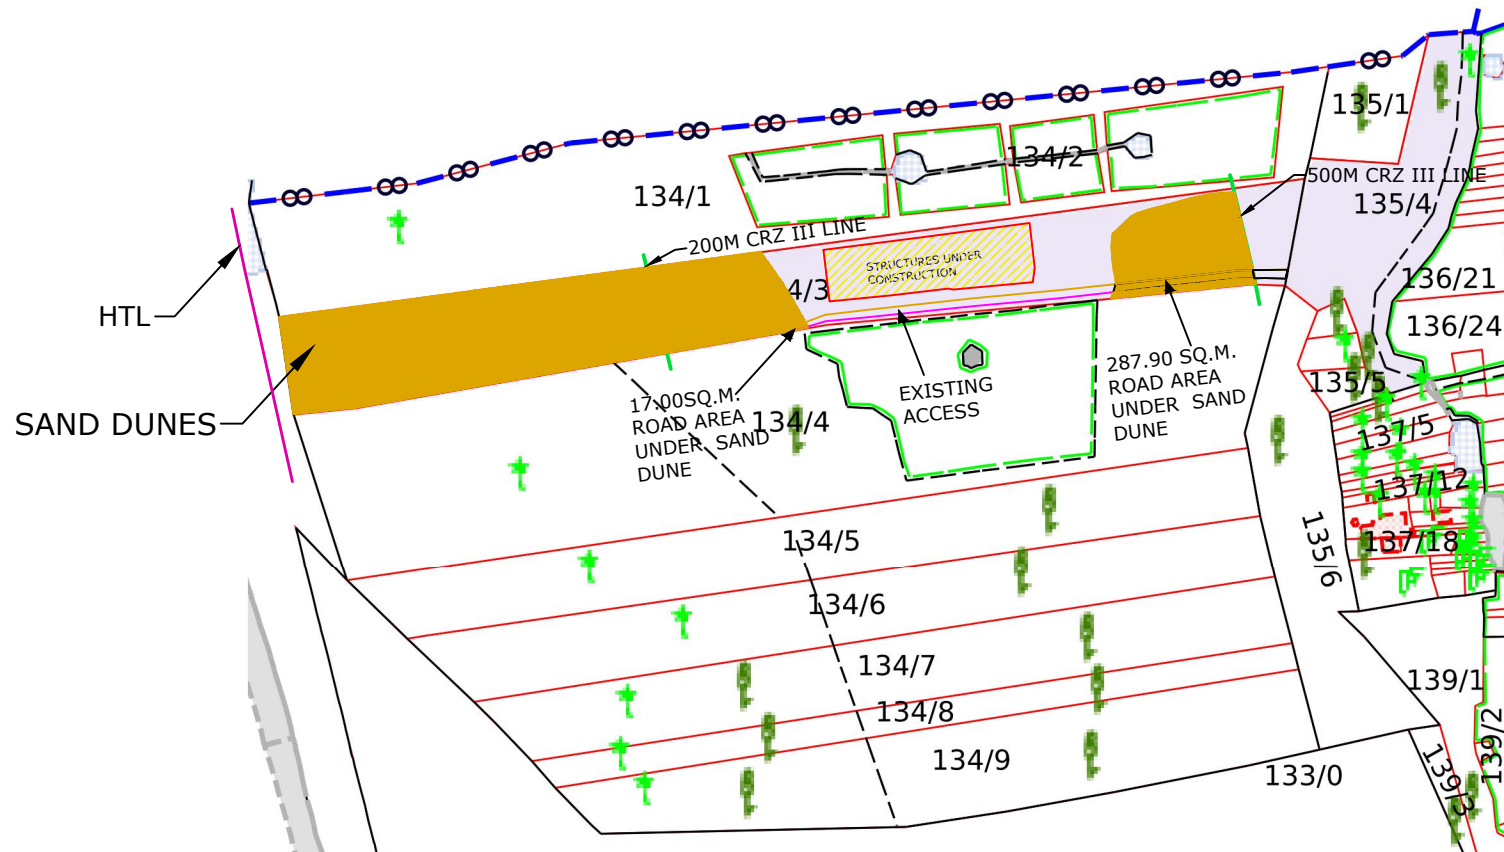 135/1
134/2
500M CRZ III LINE
134/1
135/4
200M CRZ III LINE
STRUCTURES UNDER
CONSTRUCTION
4/3
136/21
HTL
136/24
287.90 SQ.M.
ROAD AREA
UNDER SAND
DUNE
EXISTING
ACCESS
135/5
17.00SQ.M.
ROAD AREA
UNDER SAND
DUNE
134/4
SAND DUNES
137/5
137/12
134/5
137/18
135/6
134/6
134/7
139/1
134/8
139/2
134/9
133/0
139/3